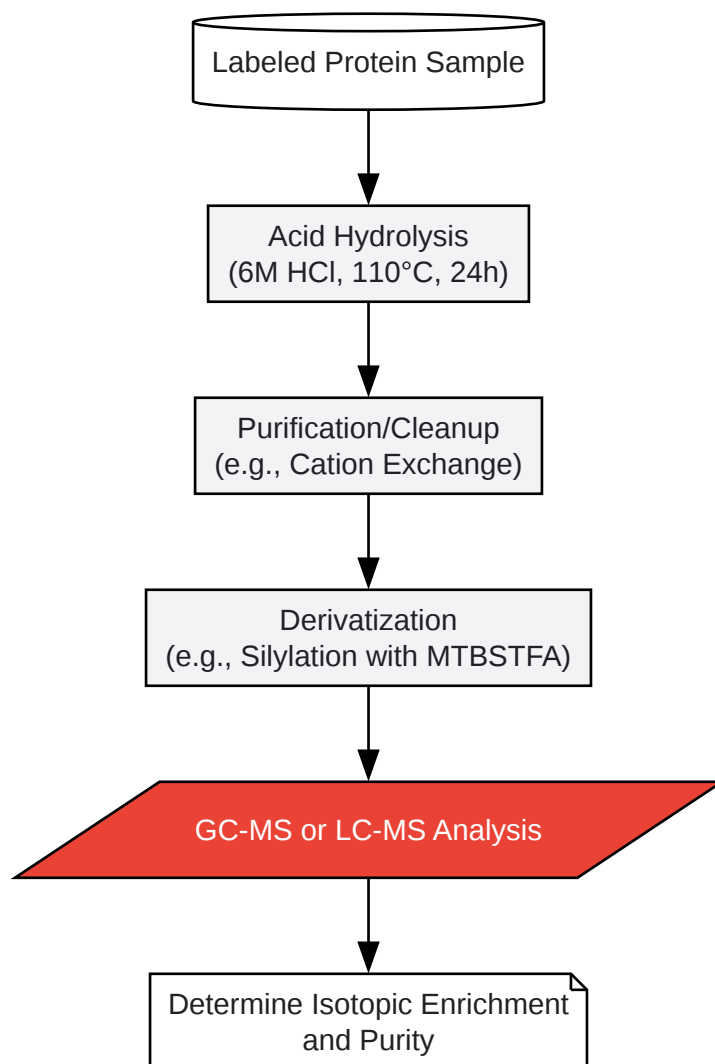 Labeled Protein Sample
Acid Hydrolysis
(6M HCl, 110°C, 24h)
Purification/Cleanup
(e.g., Cation Exchange)
Derivatization
(e.g., Silylation with MTBSTFA)
GC-MS or LC-MS Analysis
Determine Isotopic Enrichment
and Purity